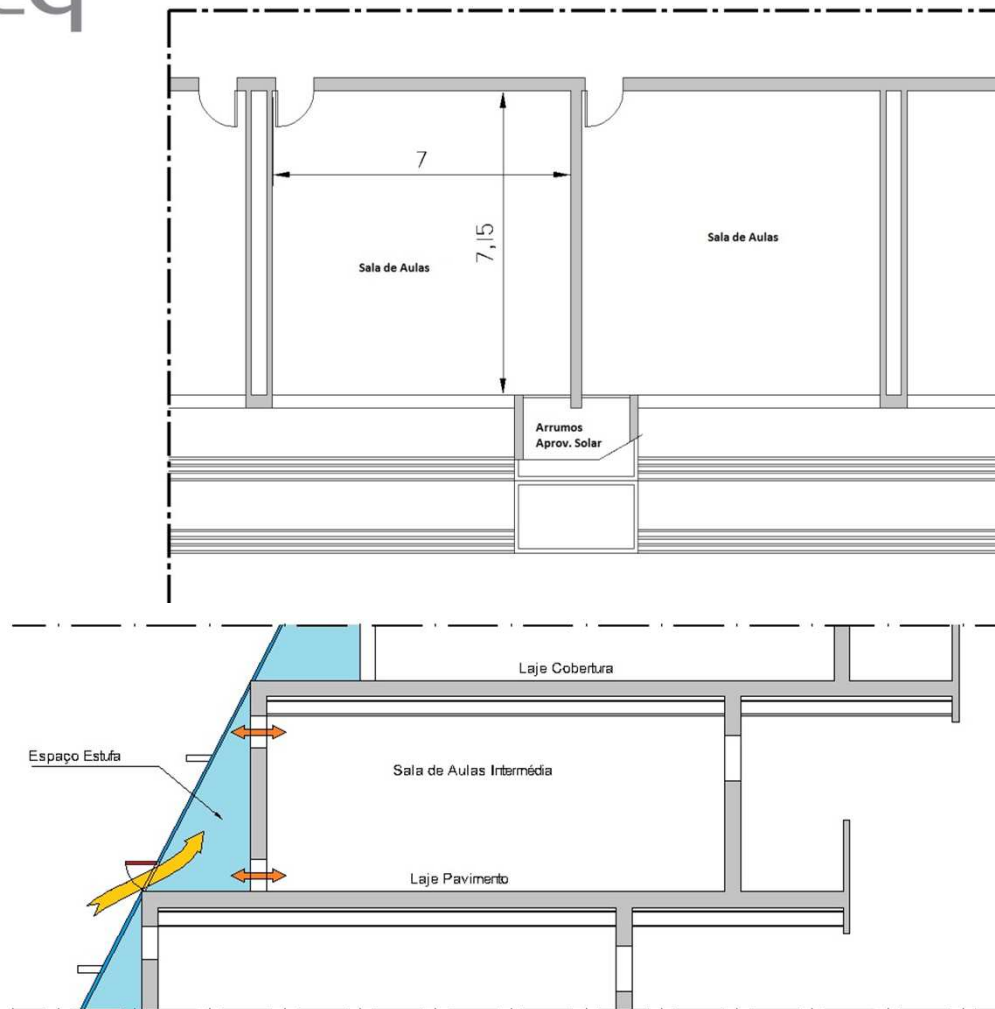 7
7,15
Sala de Aulas
Sala de Aulas
Arrumos
Aprov. Solar
Laje Cobertura
Espaço Estufa
Sala de Aulas Intermédia
Laje Pavimento